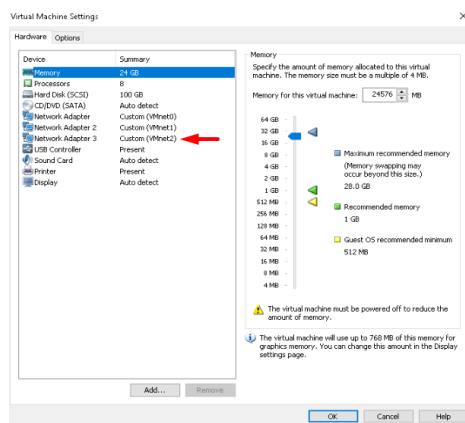 Virtual Machine Settings
Hardware Options
Device Summary
Memory 24 GB
Processors 8
Hard Disk (SCSI) 100 GB
CD/DVD (SATA) Auto detect
Network Adapter Custom (VMnet0)
Network Adapter 2 Custom (VMnet1)
Network Adapter 3 Custom (VMnet2)
USB Controller Present
Sound Card Auto detect
Printer Present
Display Auto detect
Add... Remove
Memory
Specify the amount of memory allocated to this virtual
machine. The memory size must be a multiple of 4 MB.
Memory for this virtual machine: 24576 MB
64 GB
32 GB
16 GB
8 GB
4 GB
2 GB
1 GB
512 MB
256 MB
128 MB
64 MB
32 MB
16 MB
8 MB
4 MB
Maximum recommended memory
(Memory swapping may
occur beyond this size.)
28.0 GB
Recommended memory
1 GB
Guest OS recommended minimum
512 MB
The virtual machine must be powered off to reduce the
amount of memory.
The virtual machine will use up to 768 MB of this memory for
graphics memory. You can change this amount in the Display
settings page.
OK Cancel Help